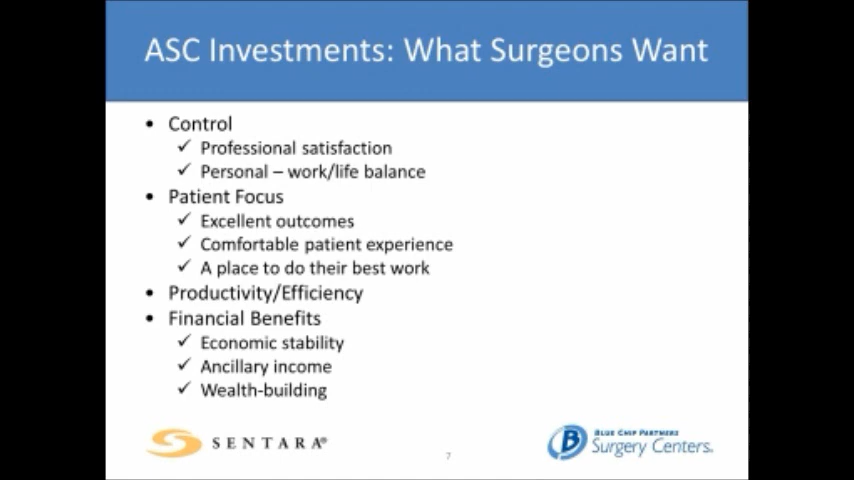 ASC Investments: What Surgeons Want
• Control
✓ Professional satisfaction
✓ Personal – work/life balance
• Patient Focus
✓ Excellent outcomes
✓ Comfortable patient experience
✓ A place to do their best work
• Productivity/Efficiency
• Financial Benefits
✓ Economic stability
✓ Ancillary income
✓ Wealth-building
SENTARA®
B
BLUE CHIP PARTNERS
Surgery Centers
7